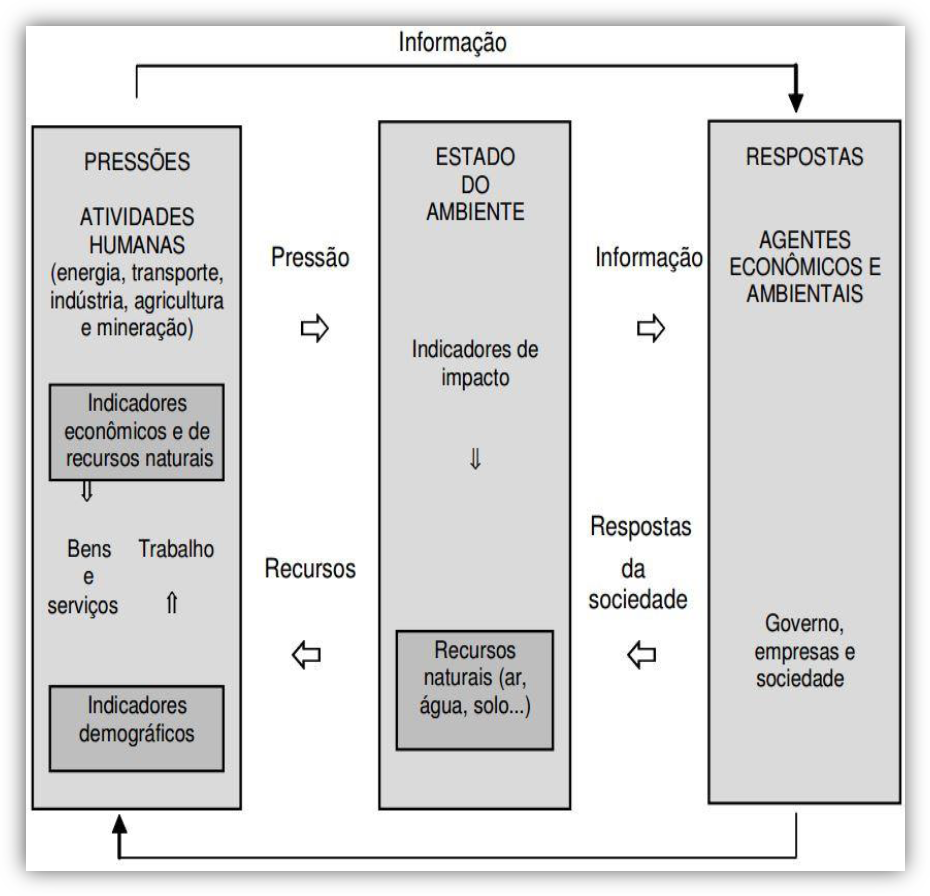 Informação
PRESSÕES
ATIVIDADES
HUMANAS
(energia, transporte,
indústria, agricultura
e mineração)
Indicadores
econômicos e de
recursos naturais
Bens
e
serviços
Trabalho
Indicadores
demográficos
Pressão
Recursos
ESTADO
DO
AMBIENTE
Indicadores de
impacto
Recursos
naturais (ar,
água, solo...)
Informação
Respostas
da
sociedade
RESPOSTAS
AGENTES
ECONÔMICOS E
AMBIENTAIS
Governo,
empresas e
sociedade